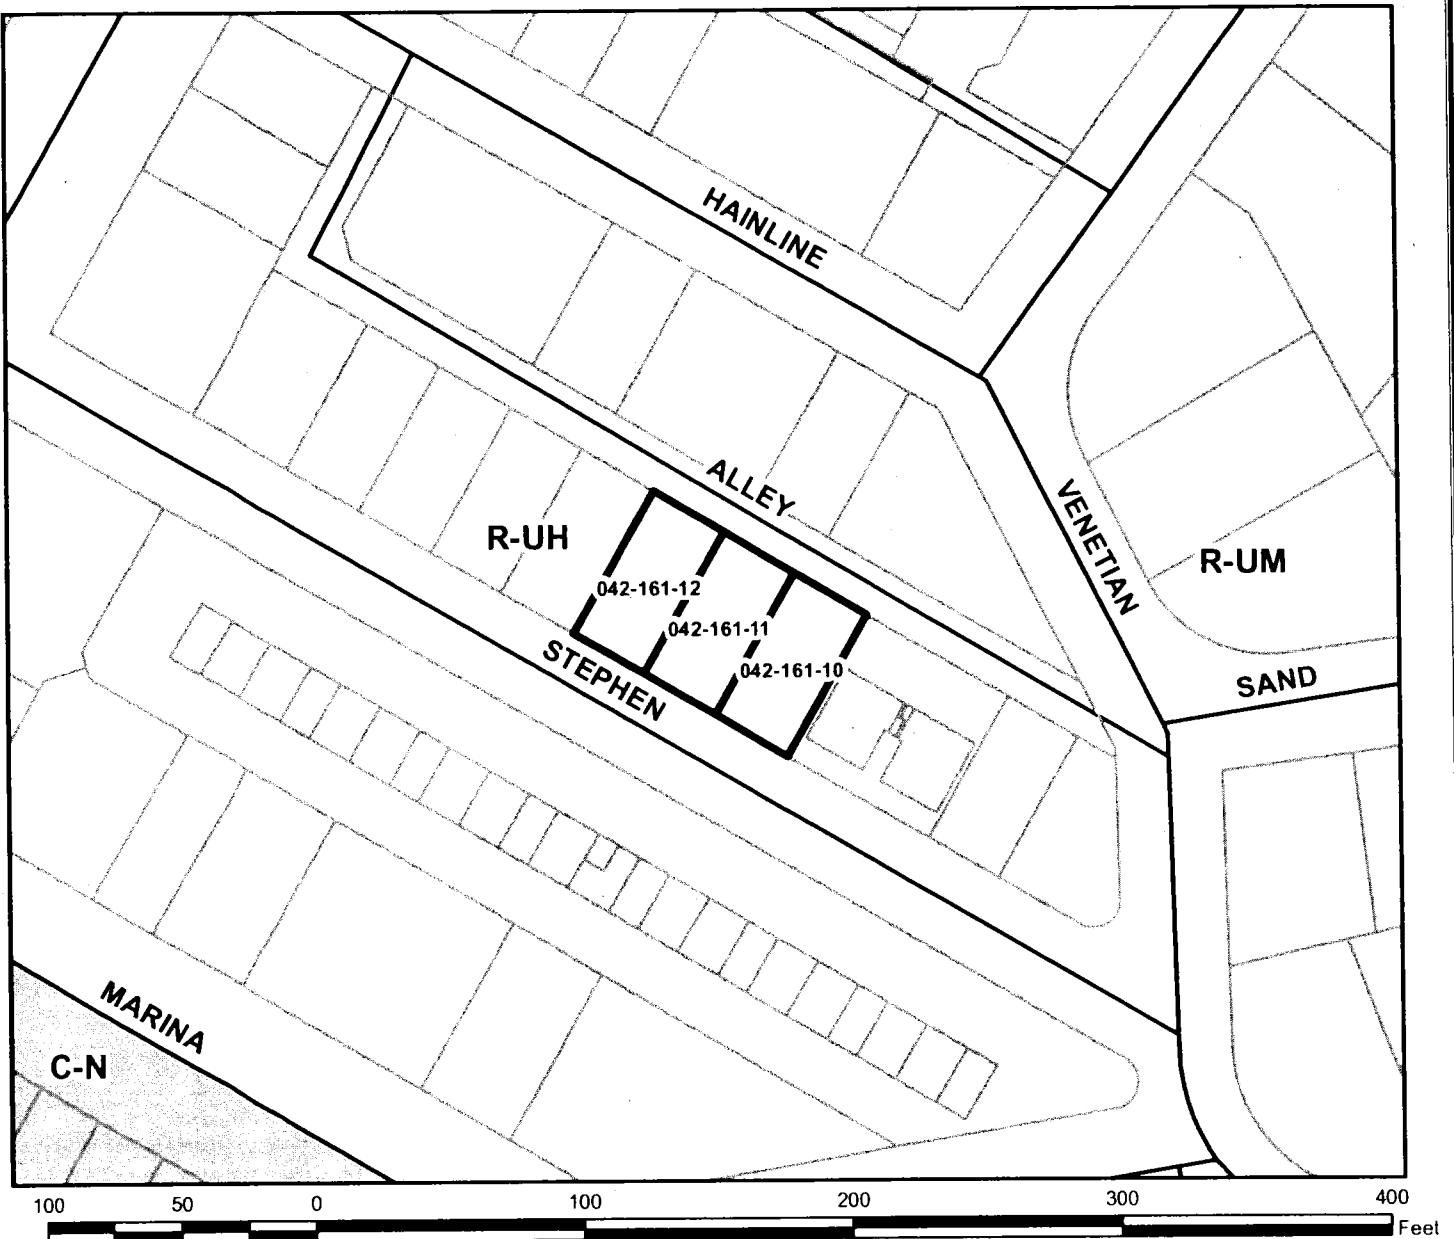 HAINLINE
ALLEY
VENETIAN
R-UH
R-UM
042-161-12
042-161-11
042-161-10
STEPHEN
SAND
MARINA
C-N
100 50 0 100 200 300 400
Feet